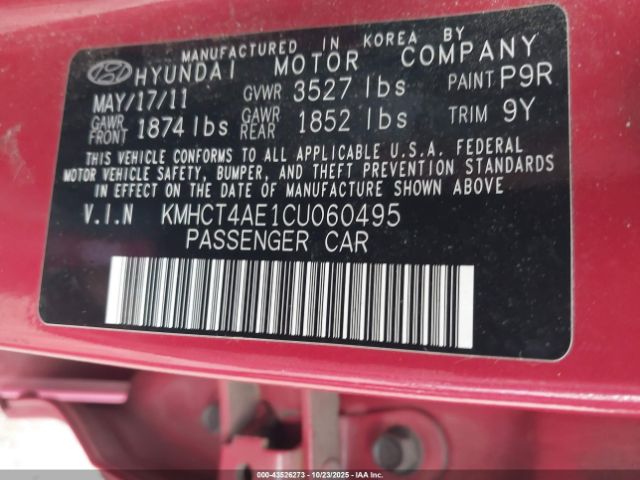 MANUFACTURED IN KOREA BY
HYUNDAI MOTOR COMPANY
MAY/17/11 GVWR 3527 lbs PAINT P9R
GAWR FRONT 1874 lbs GAWR REAR 1852 lbs TRIM 9Y
THIS VEHICLE CONFORMS TO ALL APPLICABLE U.S.A. FEDERAL
MOTOR VEHICLE SAFETY, BUMPER, AND THEFT PREVENTION STANDARDS
IN EFFECT ON THE DATE OF MANUFACTURE SHOWN ABOVE.
V.I.N KMHCT4AE1CU060495
PASSENGER CAR
000-43526273 - 10/23/2025 - IAAI.COM